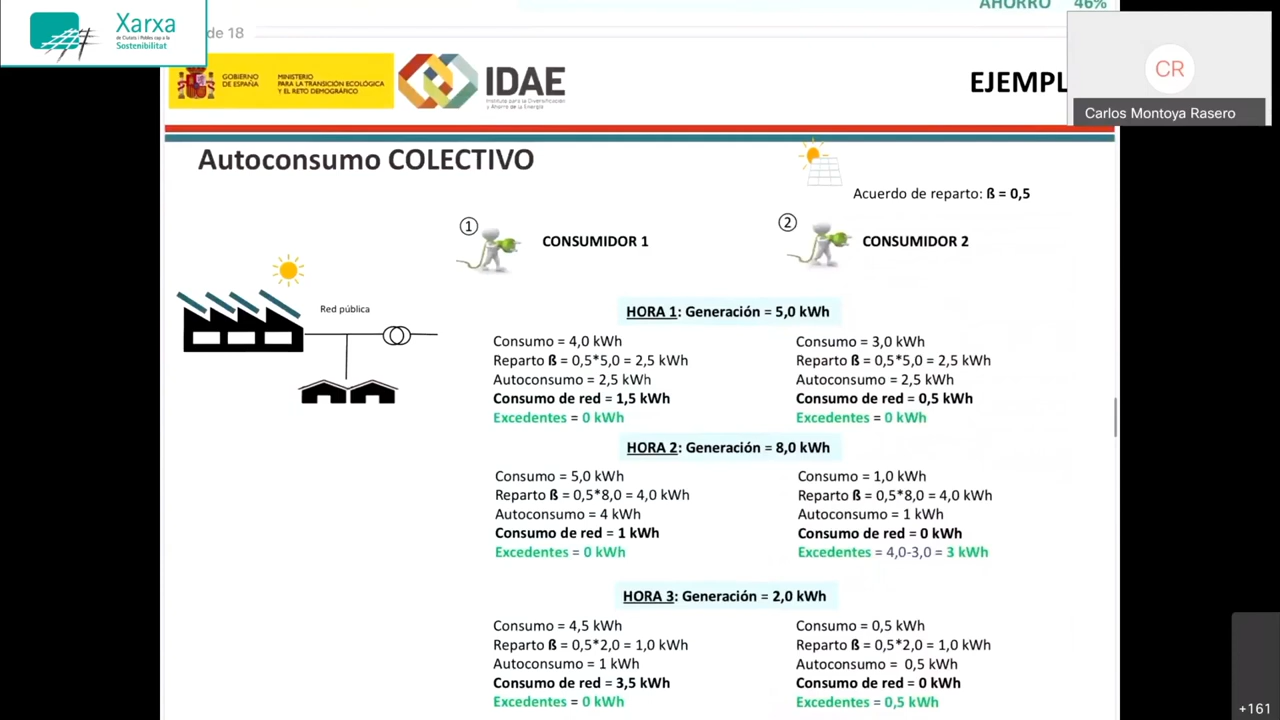 AHORRO 46%
Xarxa
de Ciutats i Pobles cap a la
Sostenibilitat
de 18
GOBIERNO
DE ESPAÑA
MINISTERIO
PARA LA TRANSICIÓN ECOLÓGICA
Y EL RETO DEMOGRÁFICO
IDAE
Instituto para la Diversificación
y Ahorro de la Energía
EJEMPL
CR
Carlos Montoya Rasero
Autoconsumo COLECTIVO
Acuerdo de reparto: ß = 0,5
1
CONSUMIDOR 1
2
CONSUMIDOR 2
Red pública
HORA 1: Generación = 5,0 kWh
Consumo = 4,0 kWh
Reparto ß = 0,5*5,0 = 2,5 kWh
Autoconsumo = 2,5 kWh
Consumo de red = 1,5 kWh
Excedentes = 0 kWh
Consumo = 3,0 kWh
Reparto ß = 0,5*5,0 = 2,5 kWh
Autoconsumo = 2,5 kWh
Consumo de red = 0,5 kWh
Excedentes = 0 kWh
HORA 2: Generación = 8,0 kWh
Consumo = 5,0 kWh
Reparto ß = 0,5*8,0 = 4,0 kWh
Autoconsumo = 4 kWh
Consumo de red = 1 kWh
Excedentes = 0 kWh
Consumo = 1,0 kWh
Reparto ß = 0,5*8,0 = 4,0 kWh
Autoconsumo = 1 kWh
Consumo de red = 0 kWh
Excedentes = 4,0-3,0 = 3 kWh
HORA 3: Generación = 2,0 kWh
Consumo = 4,5 kWh
Reparto ß = 0,5*2,0 = 1,0 kWh
Autoconsumo = 1 kWh
Consumo de red = 3,5 kWh
Excedentes = 0 kWh
Consumo = 0,5 kWh
Reparto ß = 0,5*2,0 = 1,0 kWh
Autoconsumo = 0,5 kWh
Consumo de red = 0 kWh
Excedentes = 0,5 kWh
+161